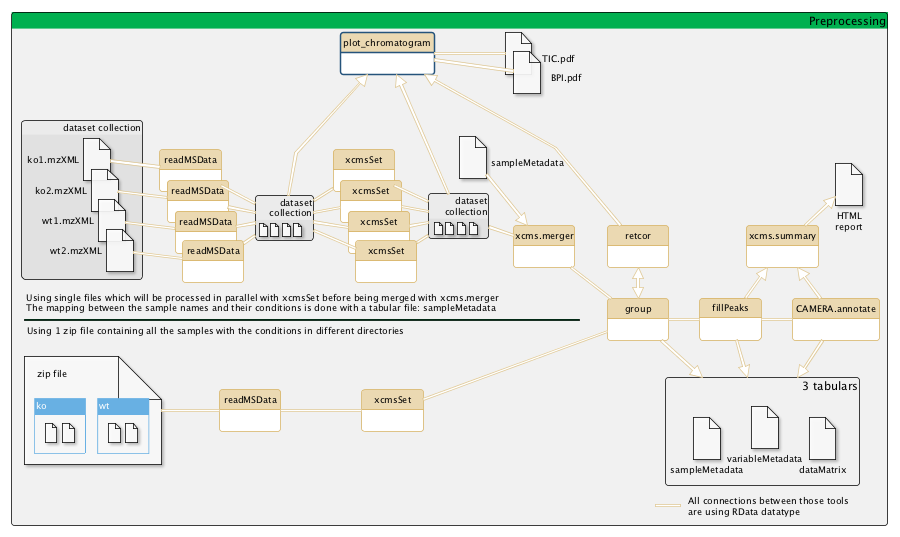 Preprocessing
plot_chromatogram
TIC.pdf
BPI.pdf
dataset collection
ko1.mzXML
ko2.mzXML
wt1.mzXML
wt2.mzXML
readMSData
readMSData
readMSData
readMSData
dataset
collection
xcmsSet
xcmsSet
xcmsSet
xcmsSet
dataset
collection
sampleMetadata
xcms.merger
retcor
xcms.summary
HTML
report
group
fillPeaks
CAMERA.annotate
Using single files which will be processed in parallel with xcmsSet before being merged with xcms.merger
The mapping between the sample names and their conditions is done with a tabular file: sampleMetadata
Using 1 zip file containing all the samples with the conditions in different directories
zip file
ko
wt
readMSData
xcmsSet
3 tabulars
sampleMetadata
variableMetadata
dataMatrix
All connections between those tools
are using RData datatype